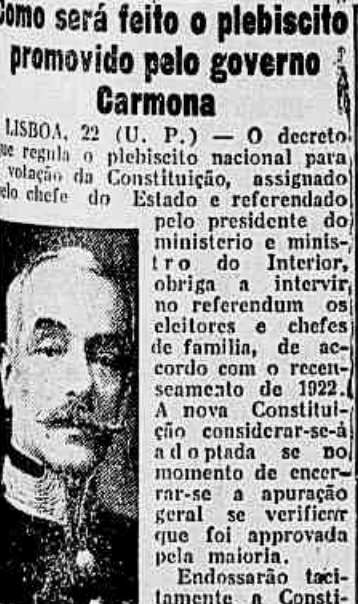 Como será feito o plebiscito
promovido pelo governo
Carmona
LISBOA, 22 (U. P.) — O decreto
que regula o plebiscito nacional para
votação da Constituição, assignado
pelo chefe do Estado e referendado
pelo presidente do
ministerio e minis-
tro do Interior,
obriga a intervir
no referendum os
eleitores e chefes
de familia, de ac-
cordo com o recen-
seamento de 1922.
A nova Constitui-
ção considerar-se-á
adoptada se no
momento de encer-
rar-se a apuração
geral se verificar
que foi approvada
pela maioria.
Endossarão taci-
tamente a Consti-